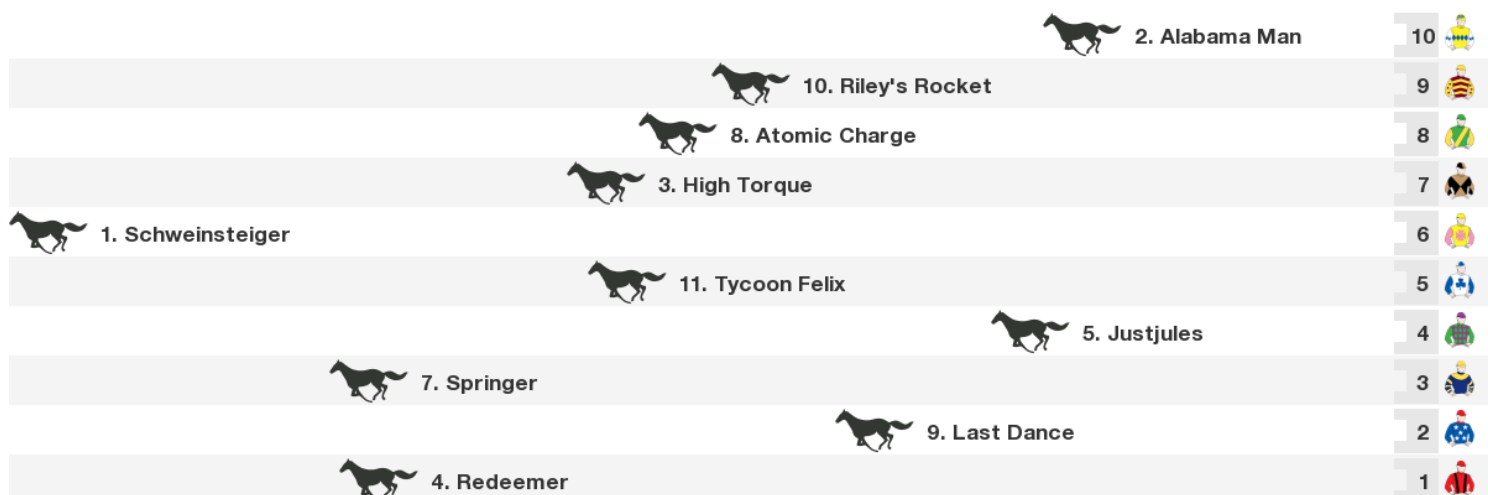 2. Alabama Man 10
10. Riley's Rocket 9
8. Atomic Charge 8
3. High Torque 7
1. Schweinsteiger 6
11. Tycoon Felix 5
5. Justjules 4
7. Springer 3
9. Last Dance 2
4. Redeemer 1